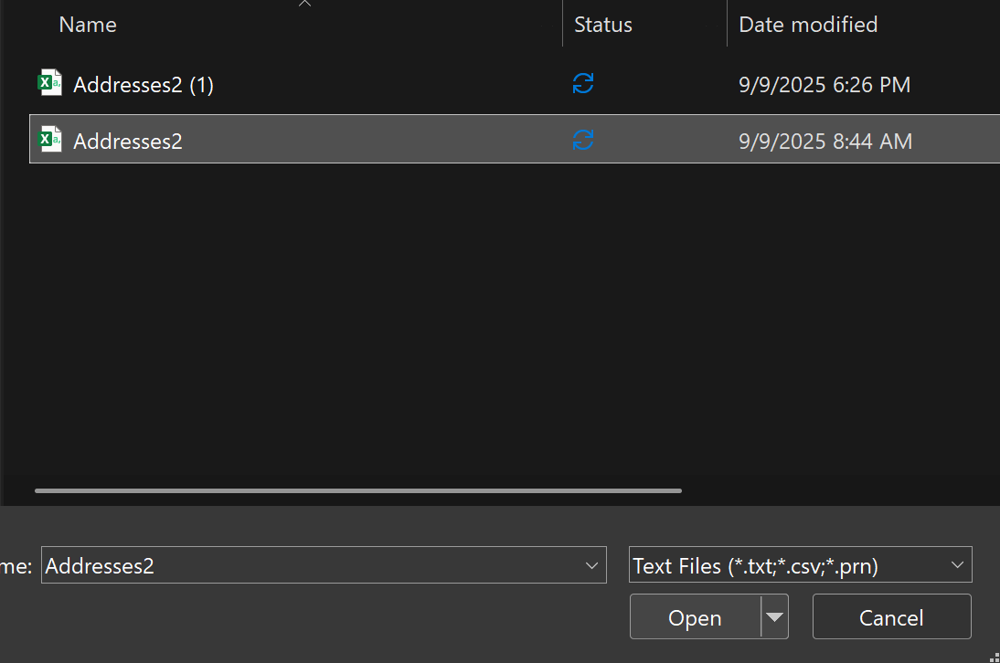 Name Status Date modified
Addresses2 (1) 9/9/2025 6:26 PM
Addresses2 9/9/2025 8:44 AM
me: Addresses2 Text Files (*.txt;*.csv;*.prn)
Open Cancel